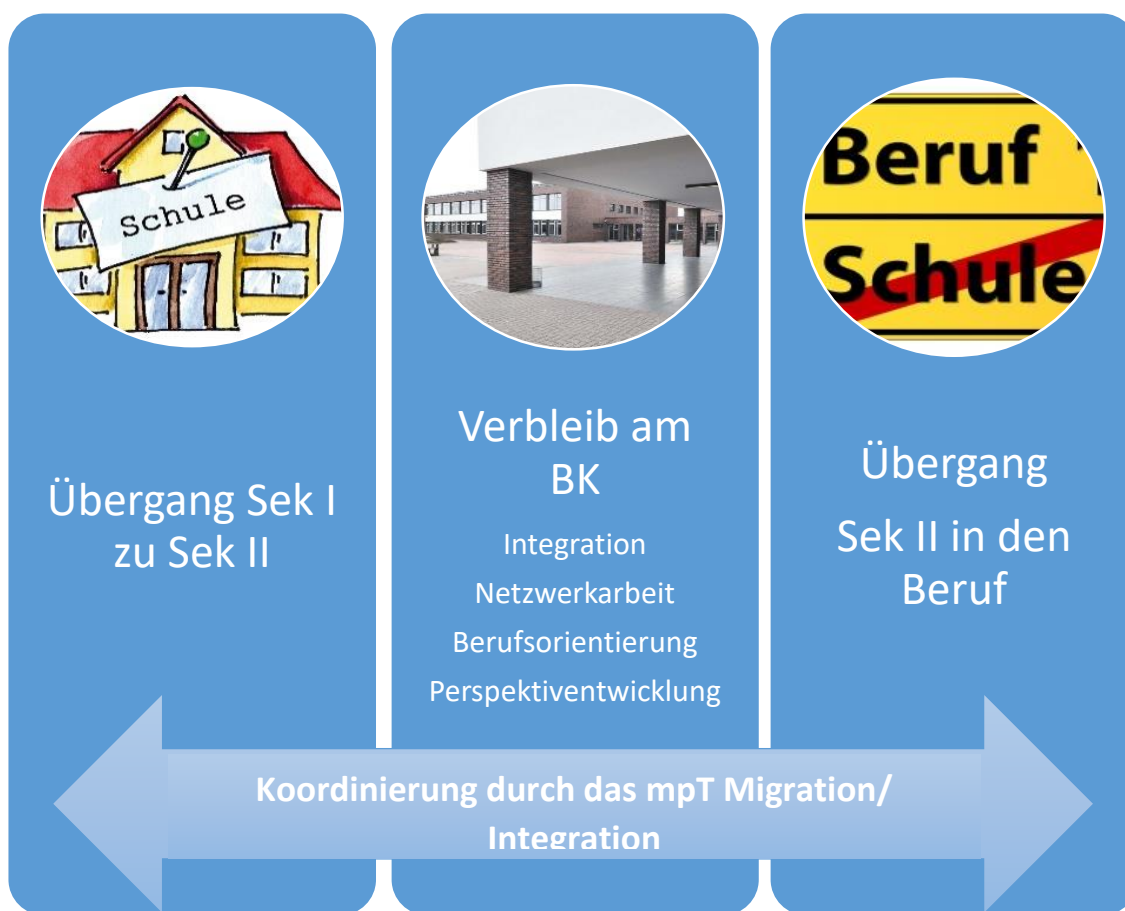 Schule
Übergang Sek I
zu Sek II
Verbleib am
BK
Integration
Netzwerkarbeit
Berufsorientierung
Perspektiventwicklung
Beruf
Schule
Übergang
Sek II in den
Beruf
Koordinierung durch das mpT Migration/
Integration